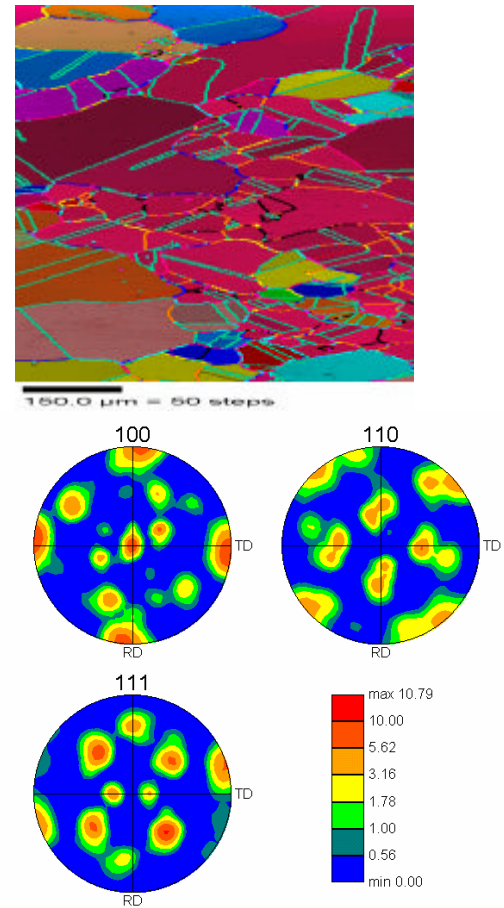 150.0 µm = 50 steps
100
110
TD
TD
RD
RD
111
TD
RD
max 10.79
10.00
5.62
3.16
1.78
1.00
0.56
min 0.00